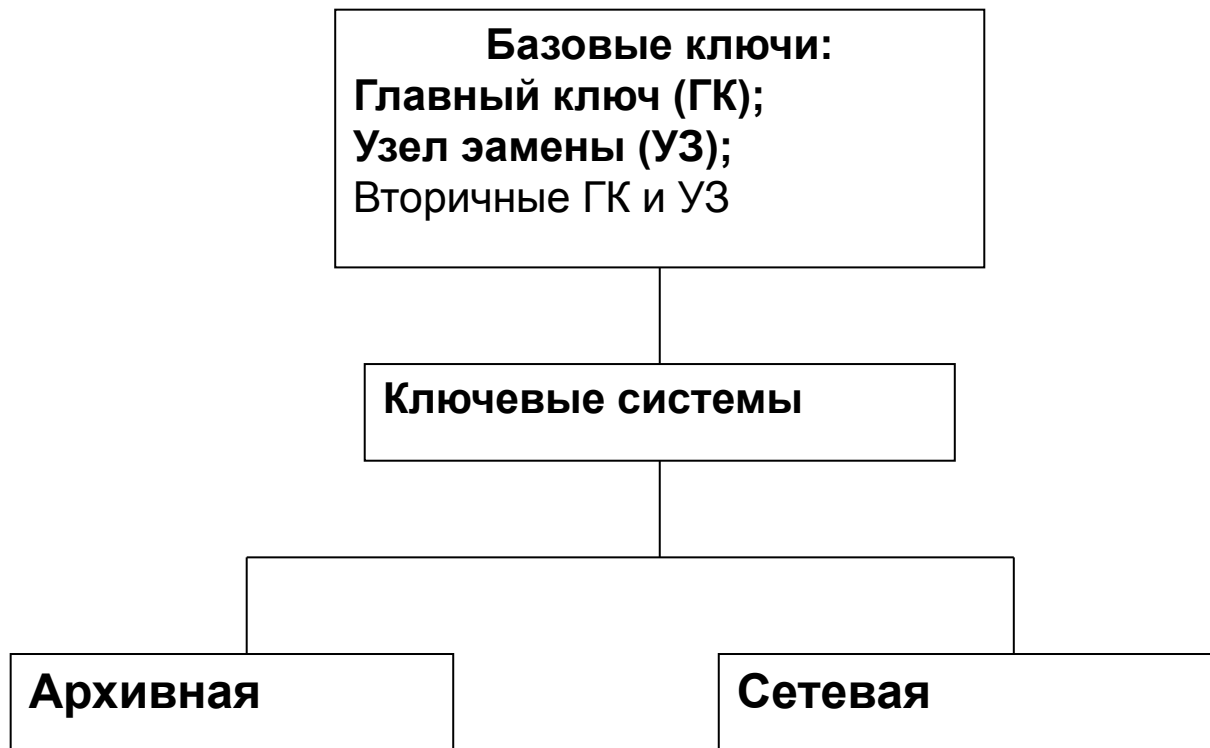 Базовые ключи:
Главный ключ (ГК);
Узел эамены (УЗ);
Вторичные ГК и УЗ
Ключевые системы
Архивная
Сетевая